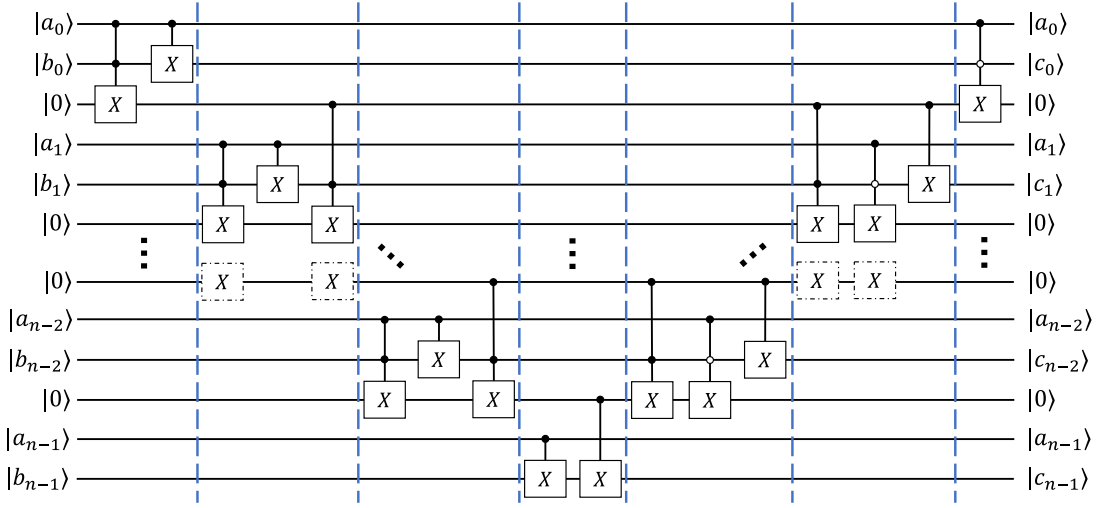 |a₀⟩ X |a₀⟩
|b₀⟩ X |c₀⟩
|0⟩ X X |0⟩
|a₁⟩ |a₁⟩
|b₁⟩ X X |c₁⟩
|0⟩ X X X X |0⟩
|0⟩ X X X X |0⟩
|aₙ₋₂⟩ |aₙ₋₂⟩
|bₙ₋₂⟩ X X |cₙ₋₂⟩
|0⟩ X X X X |0⟩
|aₙ₋₁⟩ |aₙ₋₁⟩
|bₙ₋₁⟩ X X |cₙ₋₁⟩